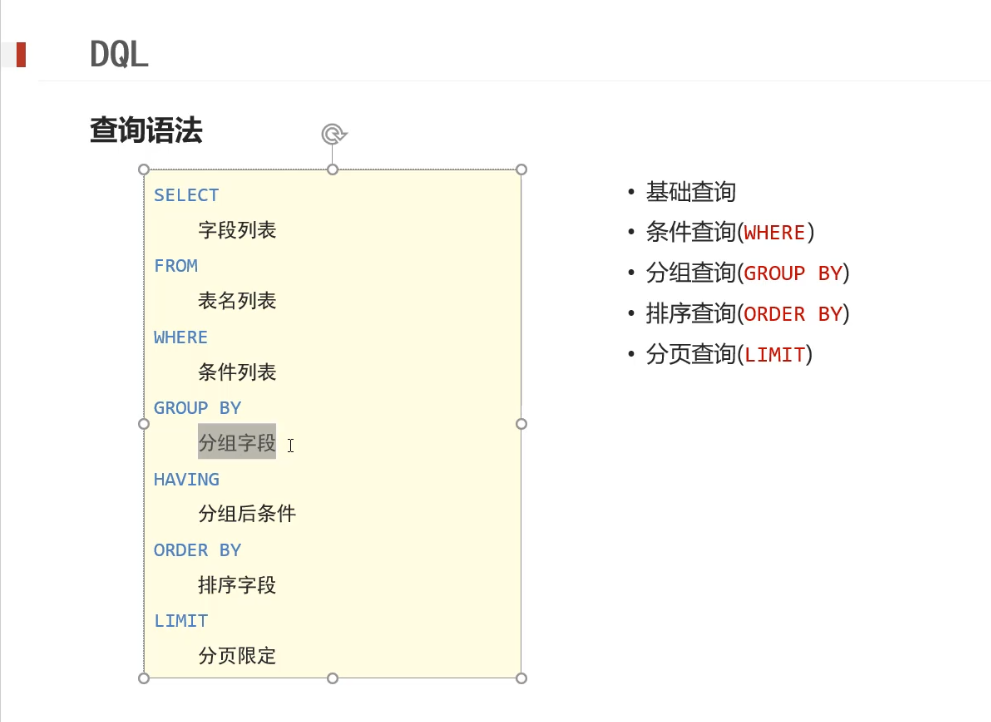 DQL
查询语法
SELECT
字段列表
FROM
表名列表
WHERE
条件列表
GROUP BY
分组字段
HAVING
分组后条件
ORDER BY
排序字段
LIMIT
分页限定
• 基础查询
• 条件查询(WHERE)
• 分组查询(GROUP BY)
• 排序查询(ORDER BY)
• 分页查询(LIMIT)